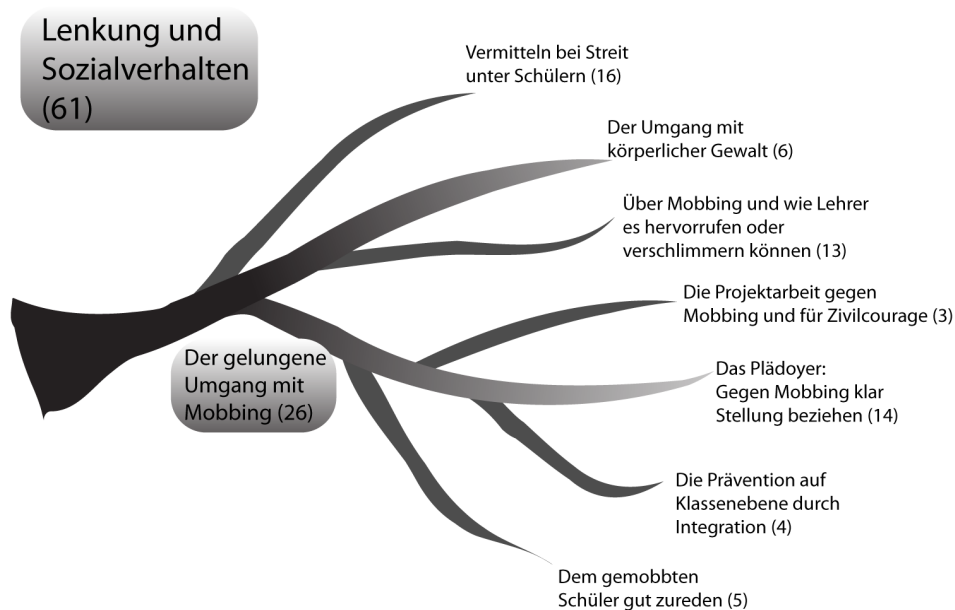 Lenkung und
Sozialverhalten
(61)
Vermitteln bei Streit
unter Schülern (16)
Der Umgang mit
körperlicher Gewalt (6)
Über Mobbing und wie Lehrer
es hervorrufen oder
verschlimmern können (13)
Die Projektarbeit gegen
Mobbing und für Zivilcourage (3)
Der gelungene
Umgang mit
Mobbing (26)
Das Plädoyer:
Gegen Mobbing klar
Stellung beziehen (14)
Die Prävention auf
Klassenebene durch
Integration (4)
Dem gemobbten
Schüler gut zureden (5)